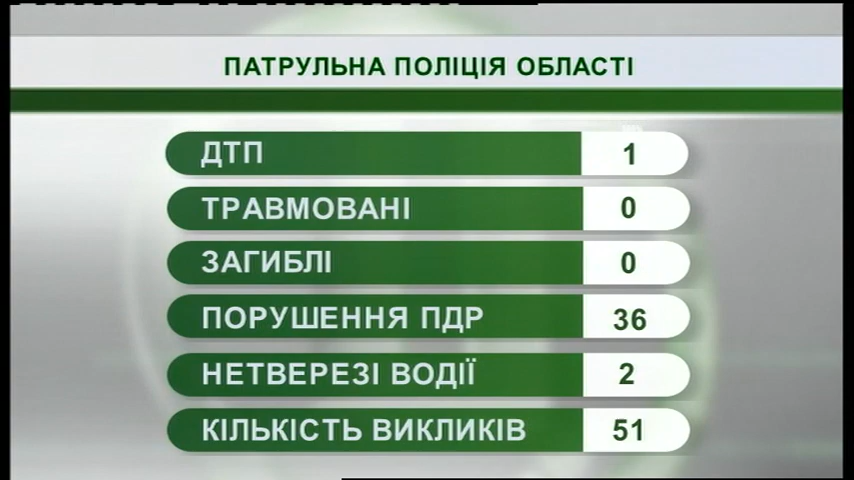 ПАТРУЛЬНА ПОЛІЦІЯ ОБЛАСТІ
ДТП 1
ТРАВМОВАНІ 0
ЗАГИБЛІ 0
ПОРУШЕННЯ ПДР 36
НЕТВЕРЕЗІ ВОДІЇ 2
КІЛЬКІСТЬ ВИКЛИКІВ 51